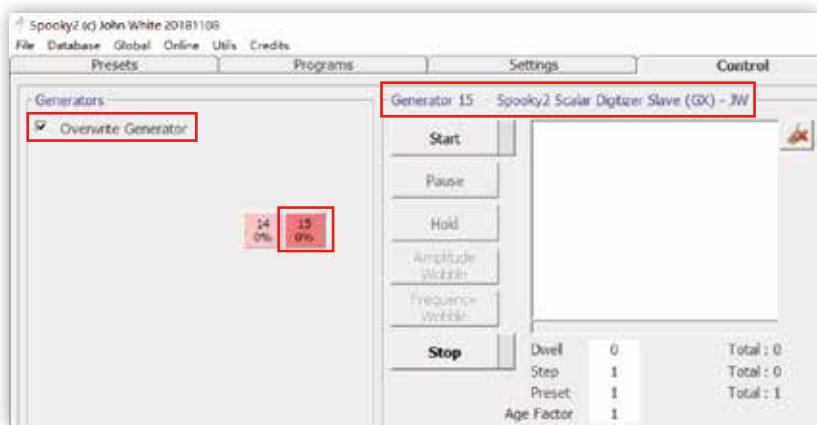 Spooky2 (c) John White 20181108
File Database Global Online Utils Credits
Presets Programs Settings Control
Generators
Overwrite Generator
14
0%
15
0%
Generator 15 Spooky2 Scalar Digitizer Slave (GX) - JW
Start
Pause
Hold
Amplitude
Wobble
Frequency
Wobble
Stop
Dwell 0 Total : 0
Step 1 Total : 0
Preset 1 Total : 1
Age Factor 1